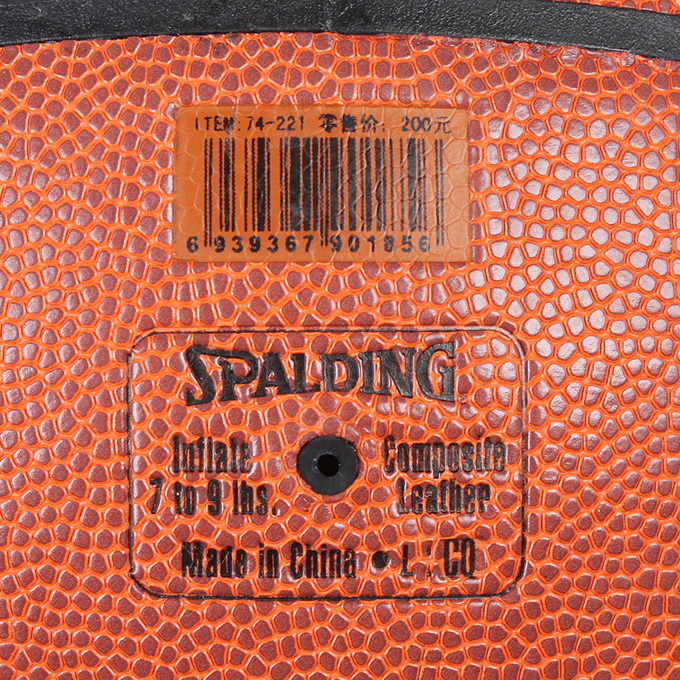 ITEM:74-221 零售价: 200元
6 939367 901856
SPALDING
Inflate
7 to 9 lbs.
Composite
Leather
Made in China • L : CQ